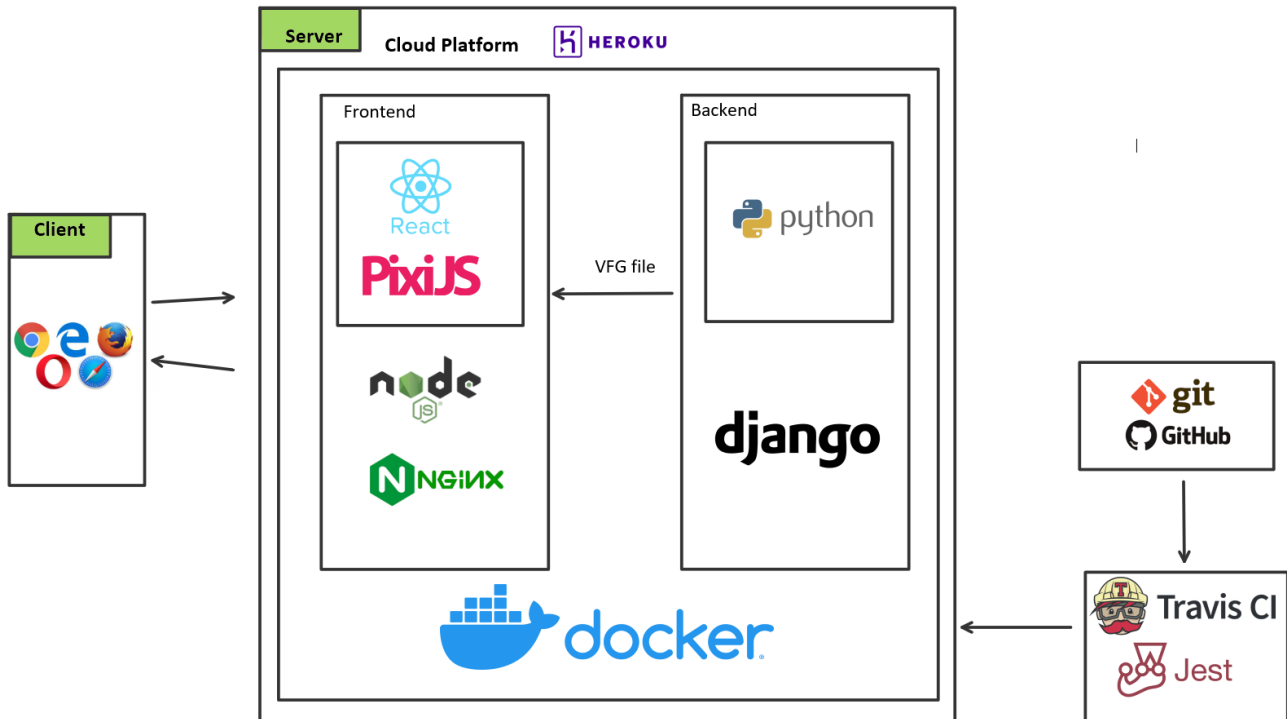 Server
Cloud Platform
HEROKU
Frontend
Backend
React
PixiJS
python
Client
VFG file
node
JS
django
NGiNX
git
GitHub
docker
Travis CI
Jest